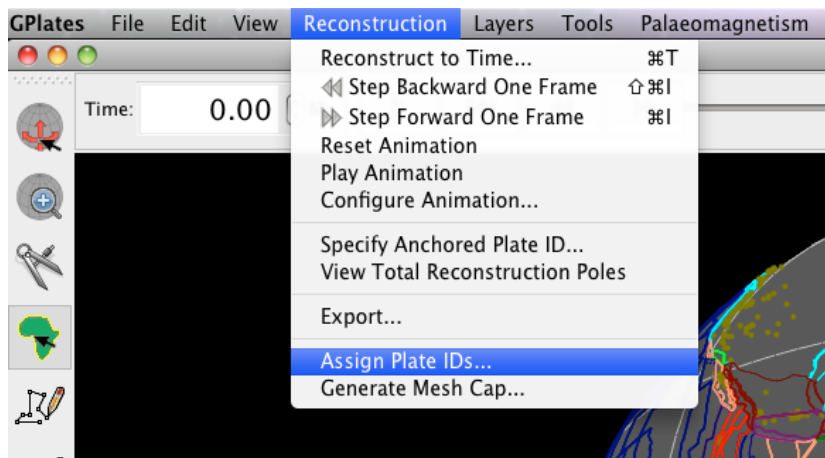 GPlates File Edit View Reconstruction Layers Tools Palaeomagnetism
Time: 0.00
Reconstruct to Time... ⌘T
Step Backward One Frame ⇧⌘I
Step Forward One Frame ⌘I
Reset Animation
Play Animation
Configure Animation...
Specify Anchored Plate ID...
View Total Reconstruction Poles
Export...
Assign Plate IDs...
Generate Mesh Cap...